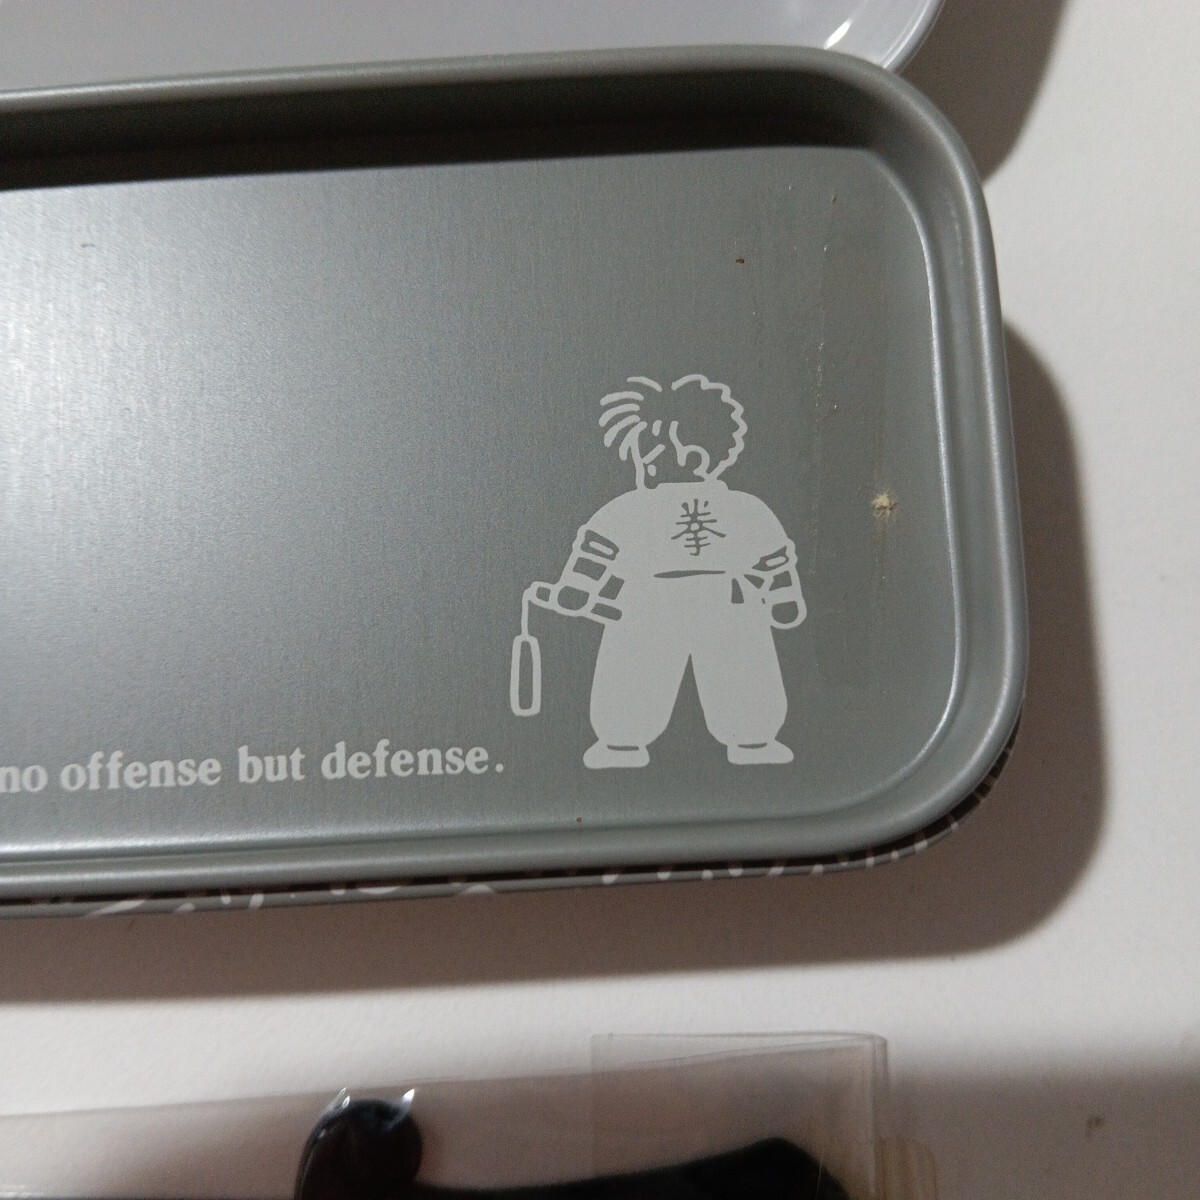 拳
no offense but defense.